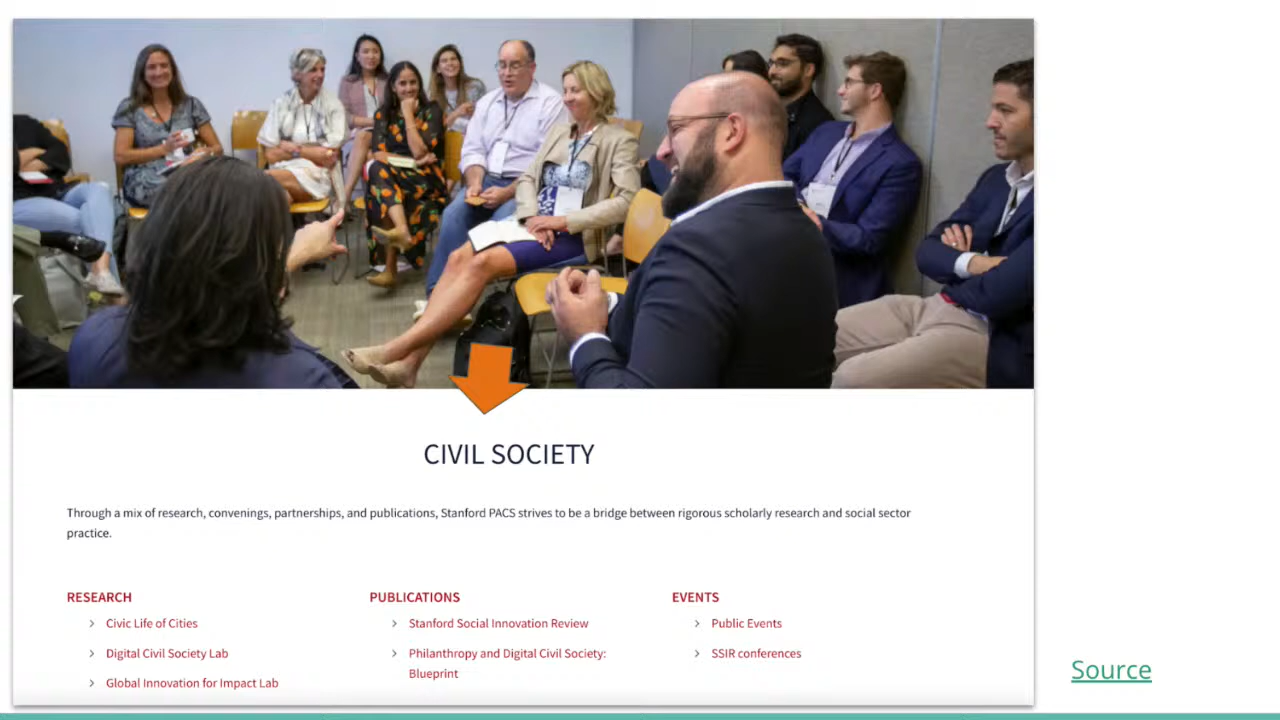 CIVIL SOCIETY
Through a mix of research, convenings, partnerships, and publications, Stanford PACS strives to be a bridge between rigorous scholarly research and social sector
practice.
RESEARCH
Civic Life of Cities
Digital Civil Society Lab
Global Innovation for Impact Lab
PUBLICATIONS
Stanford Social Innovation Review
Philanthropy and Digital Civil Society:
Blueprint
EVENTS
Public Events
SSIR conferences
Source